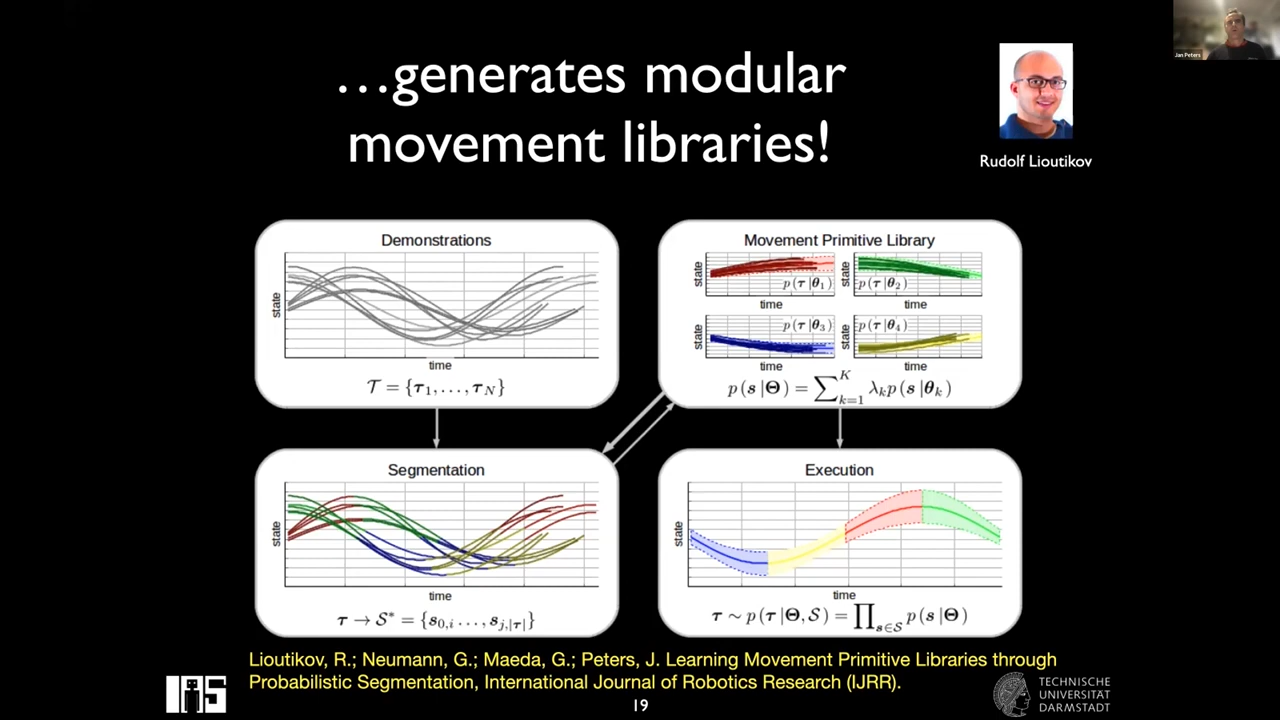 …generates modular
movement libraries!
Jan Peters
Rudolf Lioutikov
Demonstrations
state
time
𝒯 = {τ₁, . . . , τ_N}
Movement Primitive Library
state
p(τ|θ₁)
time
state
p(τ|θ₂)
time
state
p(τ|θ₃)
time
state
p(τ|θ₄)
time
p(s|Θ) = ∑_{k=1}^{K} λ_k p(s|θ_k)
Segmentation
state
time
τ → 𝒮* = {s_{0,i} . . . , s_{j,|τ|}}
Execution
state
time
τ ∼ p(τ|Θ, 𝒮) = ∏_{s∈𝒮} p(s|Θ)
Lioutikov, R.; Neumann, G.; Maeda, G.; Peters, J. Learning Movement Primitive Libraries through
Probabilistic Segmentation, International Journal of Robotics Research (IJRR).
IAS
19
TECHNISCHE
UNIVERSITÄT
DARMSTADT